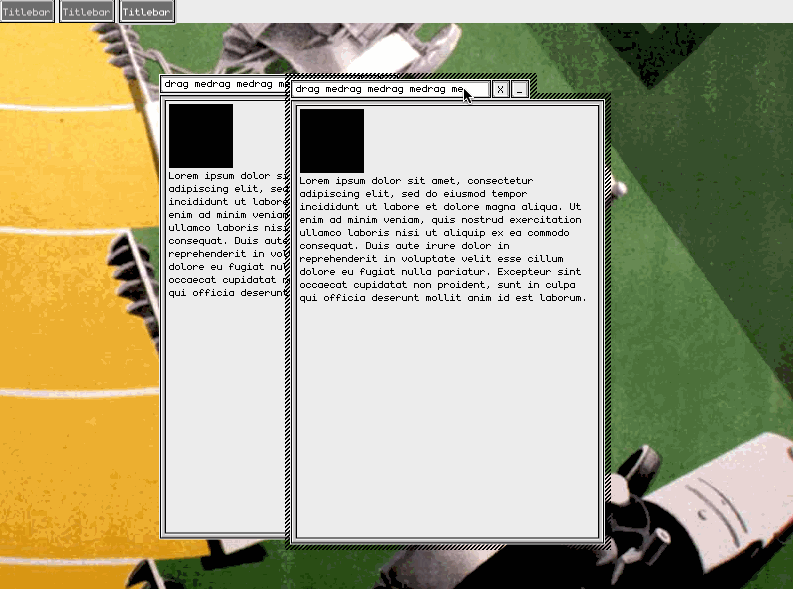 Titlebar Titlebar Titlebar
drag medrag medrag me
Lorem ipsum dolor si
adipiscing elit, sed
incididunt ut labore
enim ad minim veniam
ullamco laboris nisi
consequat. Duis aute
reprehenderit in vol
dolore eu fugiat nul
occaecat cupidatat n
qui officia deserunt
drag medrag medrag medrag me X _
Lorem ipsum dolor sit amet, consectetur
adipiscing elit, sed do eiusmod tempor
incididunt ut labore et dolore magna aliqua. Ut
enim ad minim veniam, quis nostrud exercitation
ullamco laboris nisi ut aliquip ex ea commodo
consequat. Duis aute irure dolor in
reprehenderit in voluptate velit esse cillum
dolore eu fugiat nulla pariatur. Excepteur sint
occaecat cupidatat non proident, sunt in culpa
qui officia deserunt mollit anim id est laborum.